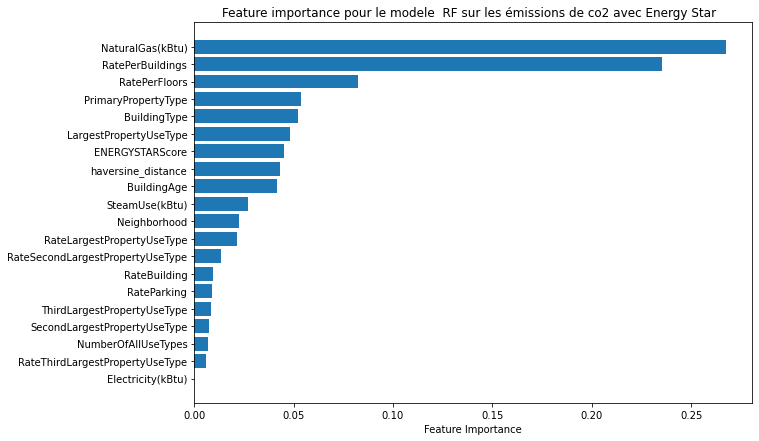 Feature importance pour le modele  RF sur les émissions de co2 avec Energy Star
NaturalGas(kBtu)
RatePerBuildings
RatePerFloors
PrimaryPropertyType
BuildingType
LargestPropertyUseType
ENERGYSTARScore
haversine_distance
BuildingAge
SteamUse(kBtu)
Neighborhood
RateLargestPropertyUseType
RateSecondLargestPropertyUseType
RateBuilding
RateParking
ThirdLargestPropertyUseType
SecondLargestPropertyUseType
NumberOfAllUseTypes
RateThirdLargestPropertyUseType
Electricity(kBtu)
0.00 0.05 0.10 0.15 0.20 0.25
Feature Importance